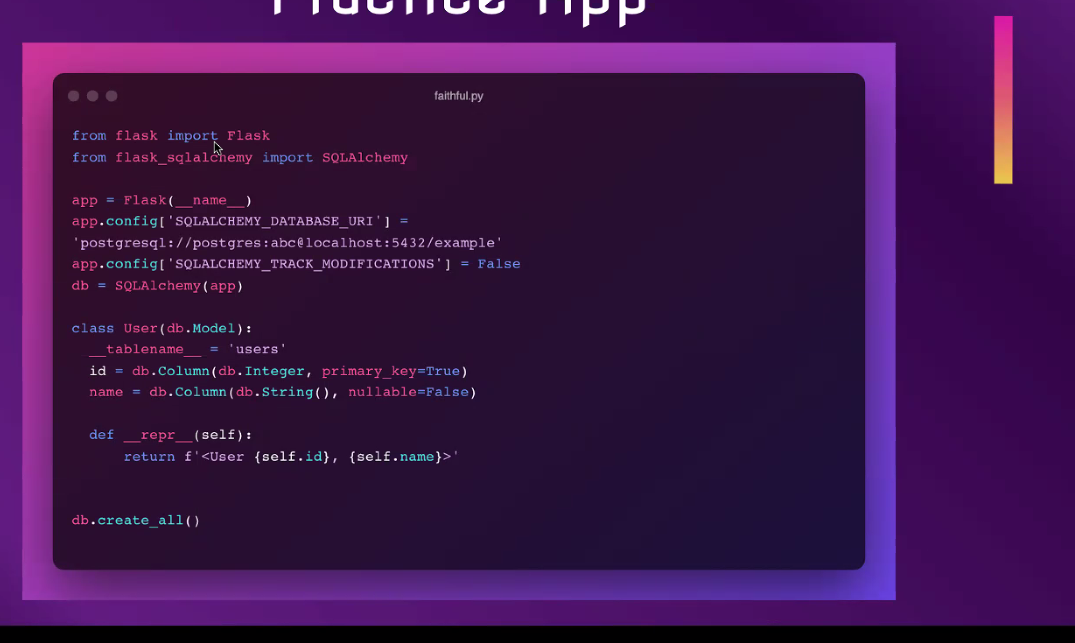 Practice App
faithful.py
from flask import Flask
from flask_sqlalchemy import SQLAlchemy
app = Flask(__name__)
app.config['SQLALCHEMY_DATABASE_URI'] =
'postgresql://postgres:abc@localhost:5432/example'
app.config['SQLALCHEMY_TRACK_MODIFICATIONS'] = False
db = SQLAlchemy(app)
class User(db.Model):
  __tablename__ = 'users'
  id = db.Column(db.Integer, primary_key=True)
  name = db.Column(db.String(), nullable=False)
  def __repr__(self):
      return f'<User {self.id}, {self.name}>'
db.create_all()